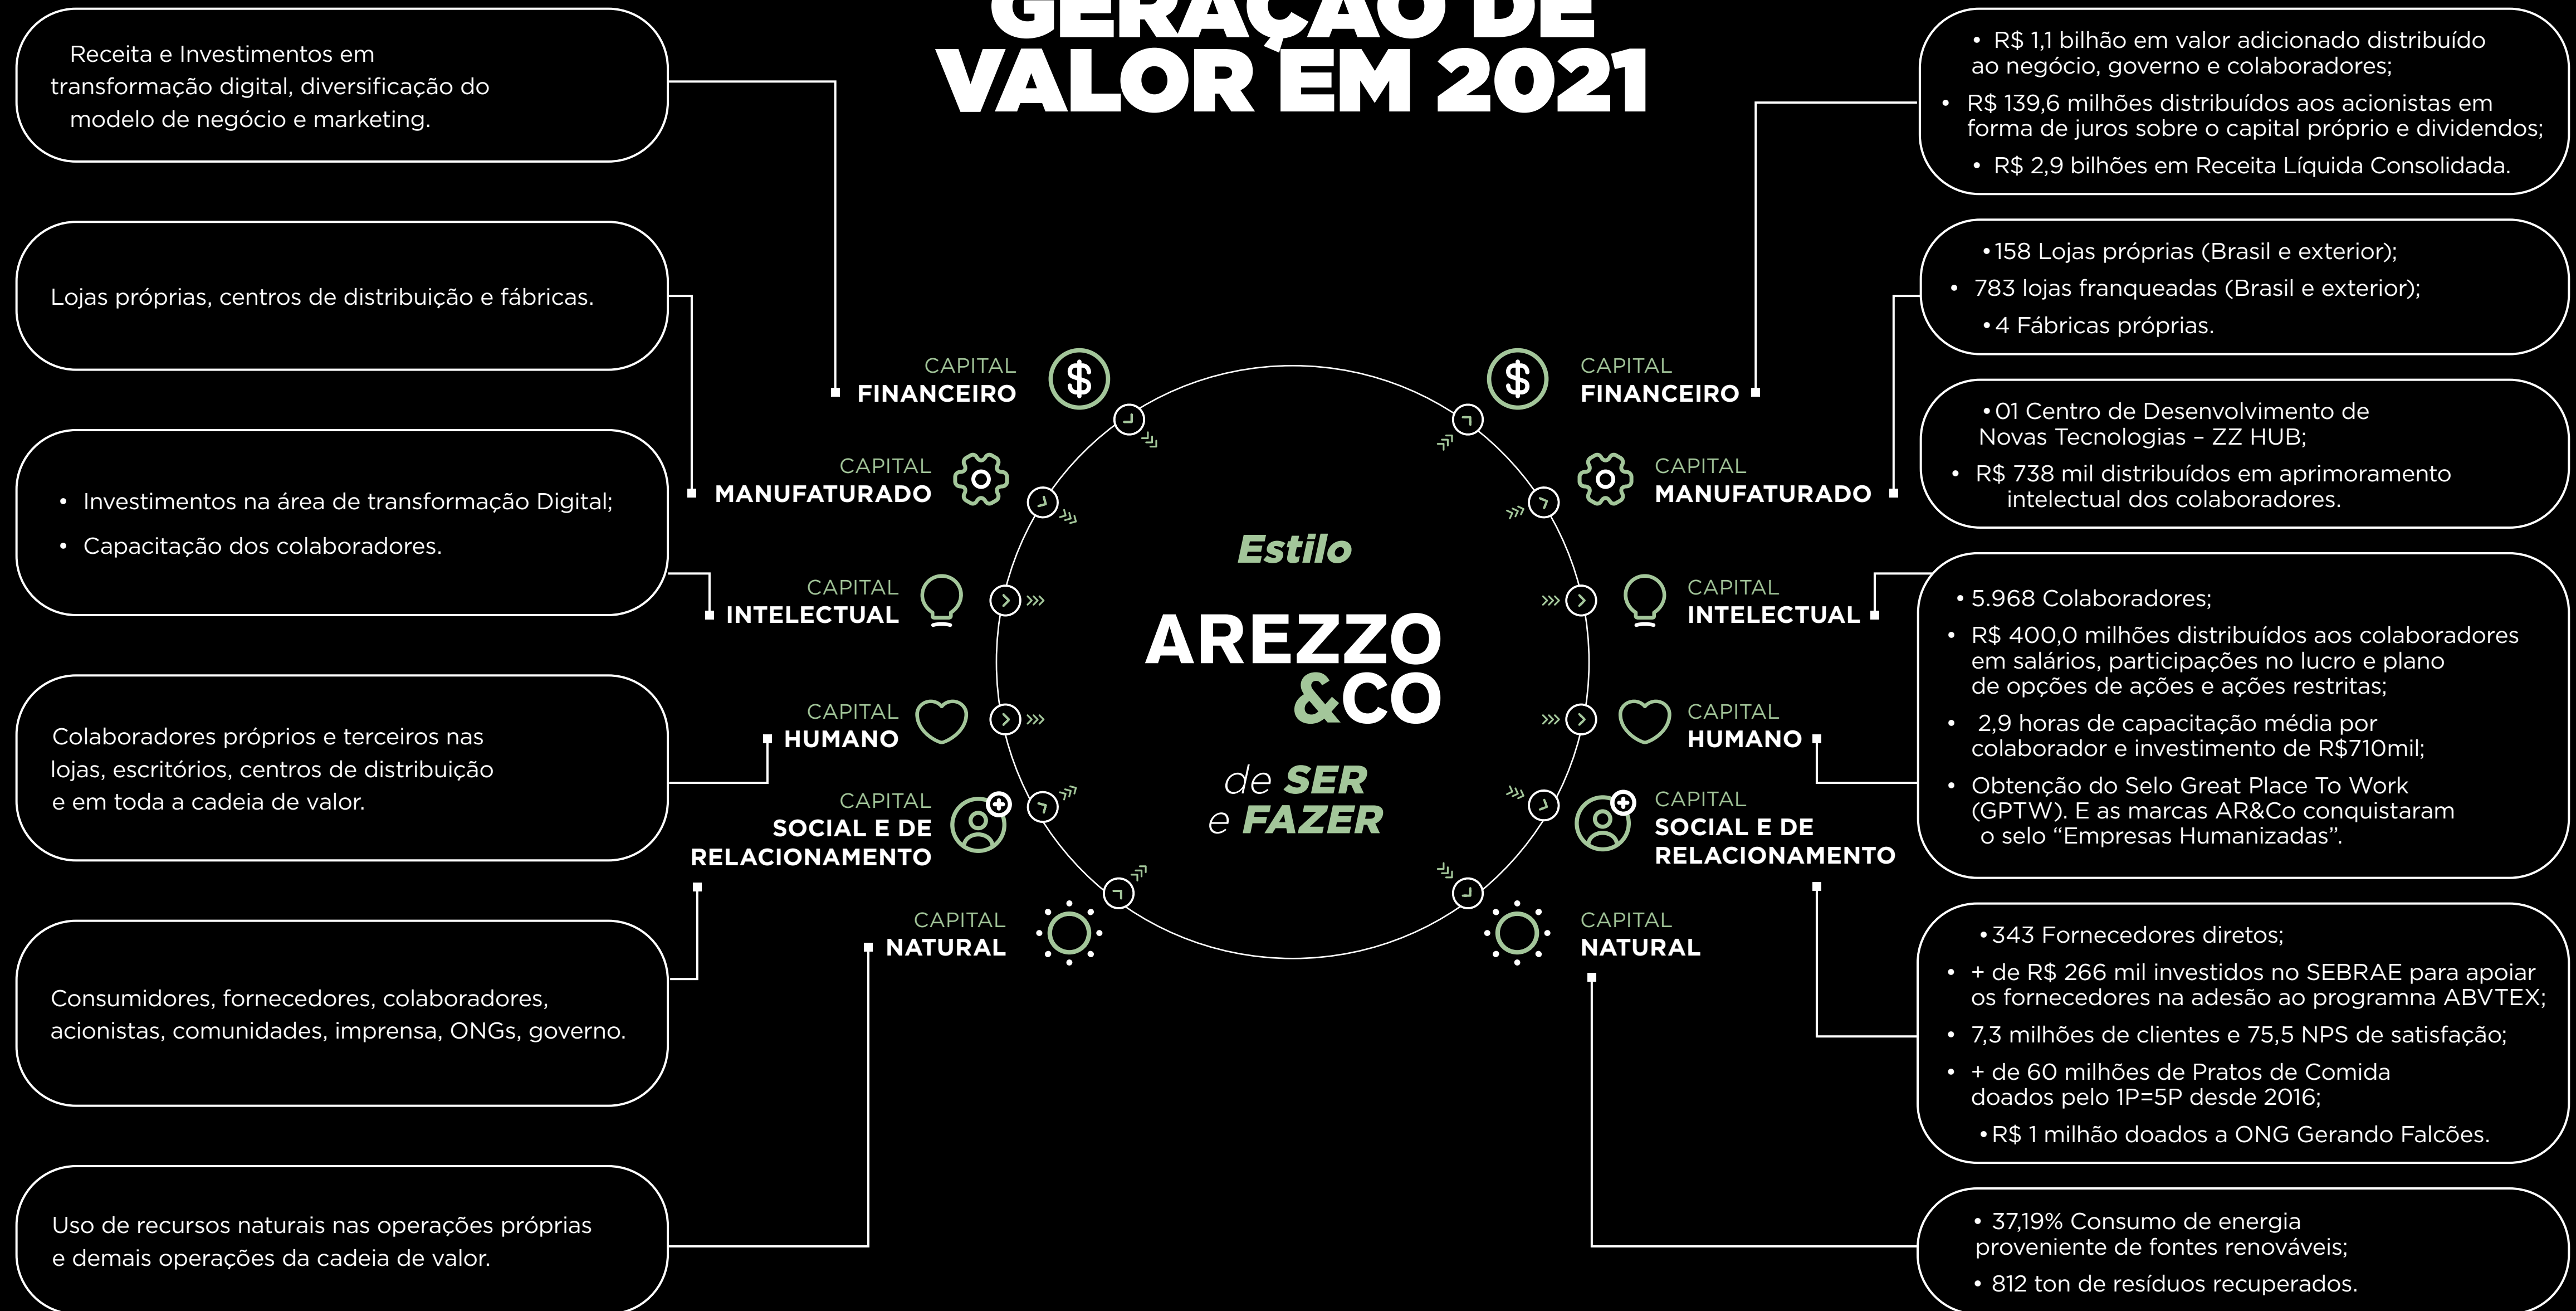 GERAÇÃO DE
VALOR EM 2021
Receita e Investimentos em
transformação digital, diversificação do
modelo de negócio e marketing.
Lojas próprias, centros de distribuição e fábricas.
• Investimentos na área de transformação Digital;
• Capacitação dos colaboradores.
Colaboradores próprios e terceiros nas
lojas, escritórios, centros de distribuição
e em toda a cadeia de valor.
Consumidores, fornecedores, colaboradores,
acionistas, comunidades, imprensa, ONGs, governo.
Uso de recursos naturais nas operações próprias
e demais operações da cadeia de valor.
CAPITAL
FINANCEIRO
CAPITAL
MANUFATURADO
CAPITAL
INTELECTUAL
CAPITAL
HUMANO
CAPITAL
SOCIAL E DE
RELACIONAMENTO
CAPITAL
NATURAL
Estilo
AREZZO
&CO
de SER
e FAZER
CAPITAL
FINANCEIRO
CAPITAL
MANUFATURADO
CAPITAL
INTELECTUAL
CAPITAL
HUMANO
CAPITAL
SOCIAL E DE
RELACIONAMENTO
CAPITAL
NATURAL
• R$ 1,1 bilhão em valor adicionado distribuído
ao negócio, governo e colaboradores;
• R$ 139,6 milhões distribuídos aos acionistas em
forma de juros sobre o capital próprio e dividendos;
• R$ 2,9 bilhões em Receita Líquida Consolidada.
•158 Lojas próprias (Brasil e exterior);
• 783 lojas franqueadas (Brasil e exterior);
•4 Fábricas próprias.
•01 Centro de Desenvolvimento de
Novas Tecnologias – ZZ HUB;
• R$ 738 mil distribuídos em aprimoramento
intelectual dos colaboradores.
• 5.968 Colaboradores;
• R$ 400,0 milhões distribuídos aos colaboradores
em salários, participações no lucro e plano
de opções de ações e ações restritas;
• 2,9 horas de capacitação média por
colaborador e investimento de R$710mil;
• Obtenção do Selo Great Place To Work
(GPTW). E as marcas AR&Co conquistaram
o selo “Empresas Humanizadas”.
•343 Fornecedores diretos;
• + de R$ 266 mil investidos no SEBRAE para apoiar
os fornecedores na adesão ao programna ABVTEX;
• 7,3 milhões de clientes e 75,5 NPS de satisfação;
• + de 60 milhões de Pratos de Comida
doados pelo 1P=5P desde 2016;
•R$ 1 milhão doados a ONG Gerando Falcões.
• 37,19% Consumo de energia
proveniente de fontes renováveis;
• 812 ton de resíduos recuperados.